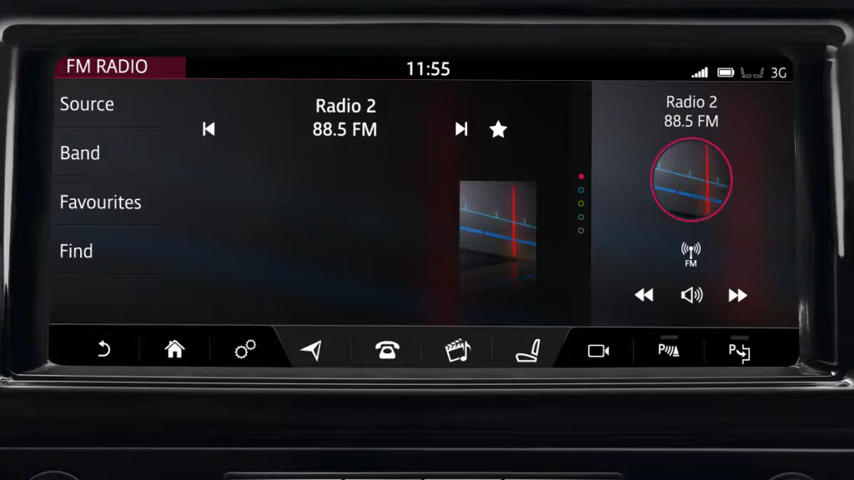 FM RADIO
11:55
3G
Source
Band
Favourites
Find
Radio 2
88.5 FM
Radio 2
88.5 FM
FM
P
P